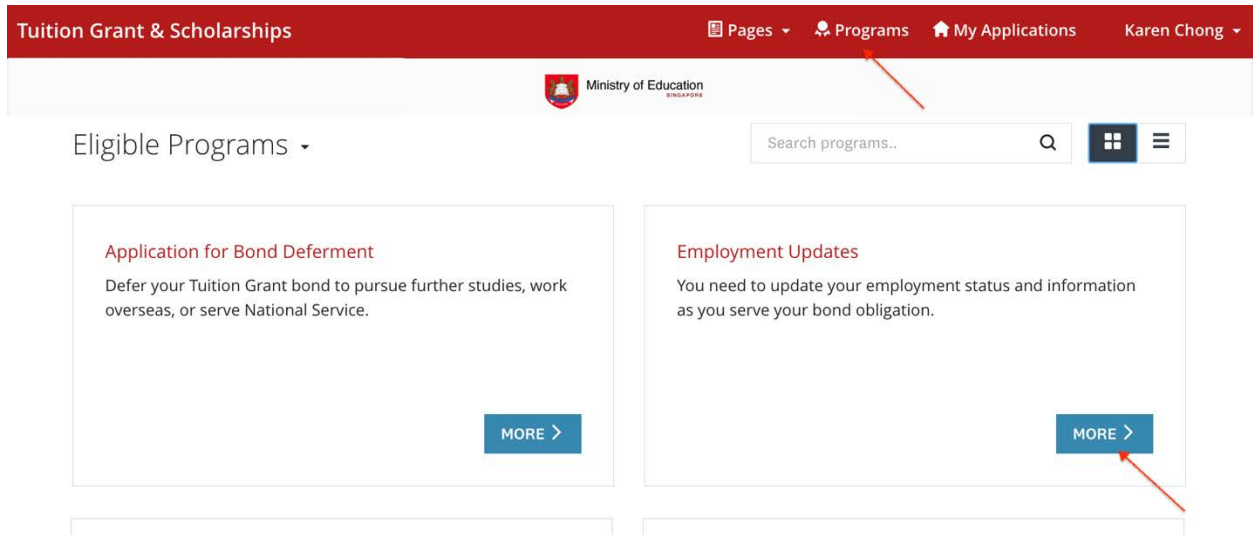 Tuition Grant & Scholarships Pages Programs My Applications Karen Chong
Ministry of Education
SINGAPORE
Eligible Programs
Search programs..
Application for Bond Deferment
Defer your Tuition Grant bond to pursue further studies, work
overseas, or serve National Service.
MORE >
Employment Updates
You need to update your employment status and information
as you serve your bond obligation.
MORE >